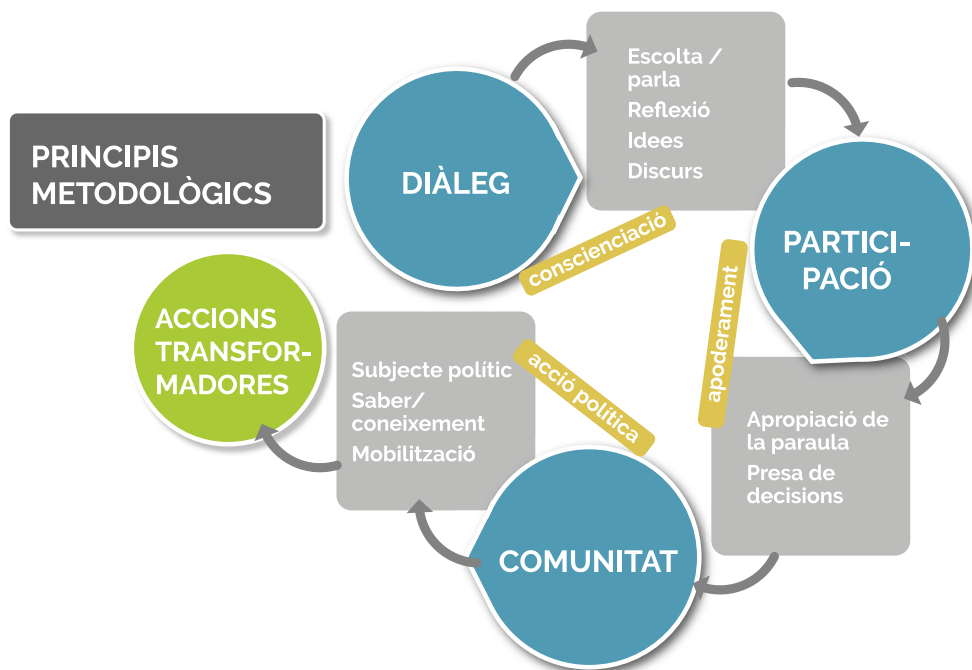 PRINCIPIS
METODOLÒGICS
DIÀLEG
Escolta /
parla
Reflexió
Idees
Discurs
conscienciació
PARTICI-
PACIÓ
apoderament
Apropiació de
la paraula
Presa de
decisions
COMUNITAT
acció política
Subjecte polític
Saber/
coneixement
Mobilització
ACCIONS
TRANSFOR-
MADORES